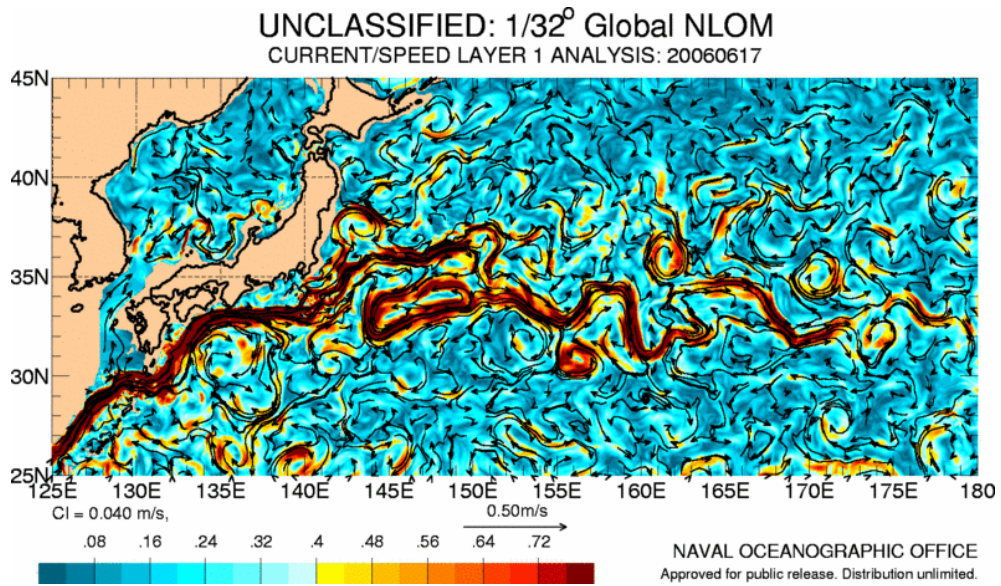 UNCLASSIFIED: 1/32° Global NLOM
CURRENT/SPEED LAYER 1 ANALYSIS: 20060617
45N
40N
35N
30N
25N
125E 130E 135E 140E 145E 150E 155E 160E 165E 170E 175E 180
CI = 0.040 m/s,
0.50m/s
.08 .16 .24 .32 .4 .48 .56 .64 .72
NAVAL OCEANOGRAPHIC OFFICE
Approved for public release. Distribution unlimited.